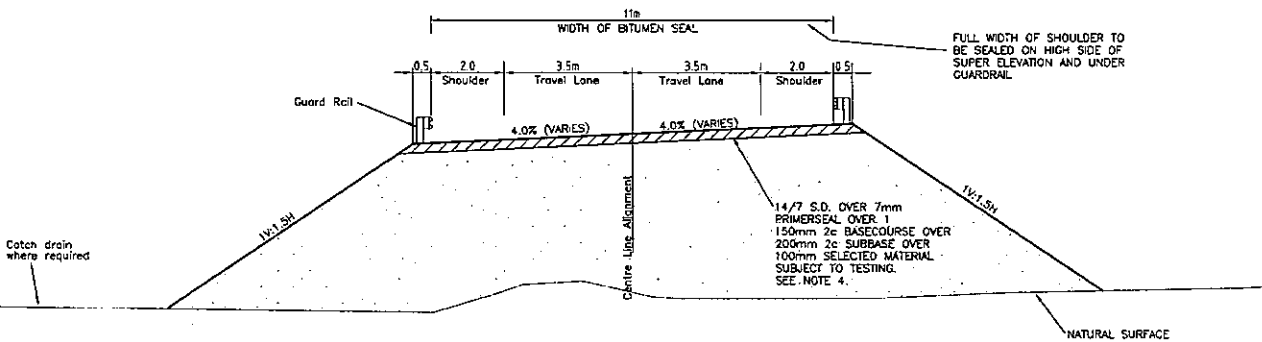 11m
WIDTH OF BITUMEN SEAL
FULL WIDTH OF SHOULDER TO
BE SEALED ON HIGH SIDE OF
SUPER ELEVATION AND UNDER
GUARDRAIL
0.5 2.0 3.5m 3.5m 2.0 0.5
Shoulder Travel Lane Travel Lane Shoulder
Guard Rail
4.0% (VARIES) 4.0% (VARIES)
1V:1.5H
1V:1.5H
Centre Line Alignment
14/7 S.D. OVER 7mm
PRIMERSEAL OVER 1
150mm 2c BASECOURSE OVER
200mm 2c SUBBASE OVER
100mm SELECTED MATERIAL
SUBJECT TO TESTING.
SEE NOTE 4.
Catch drain
where required
NATURAL SURFACE